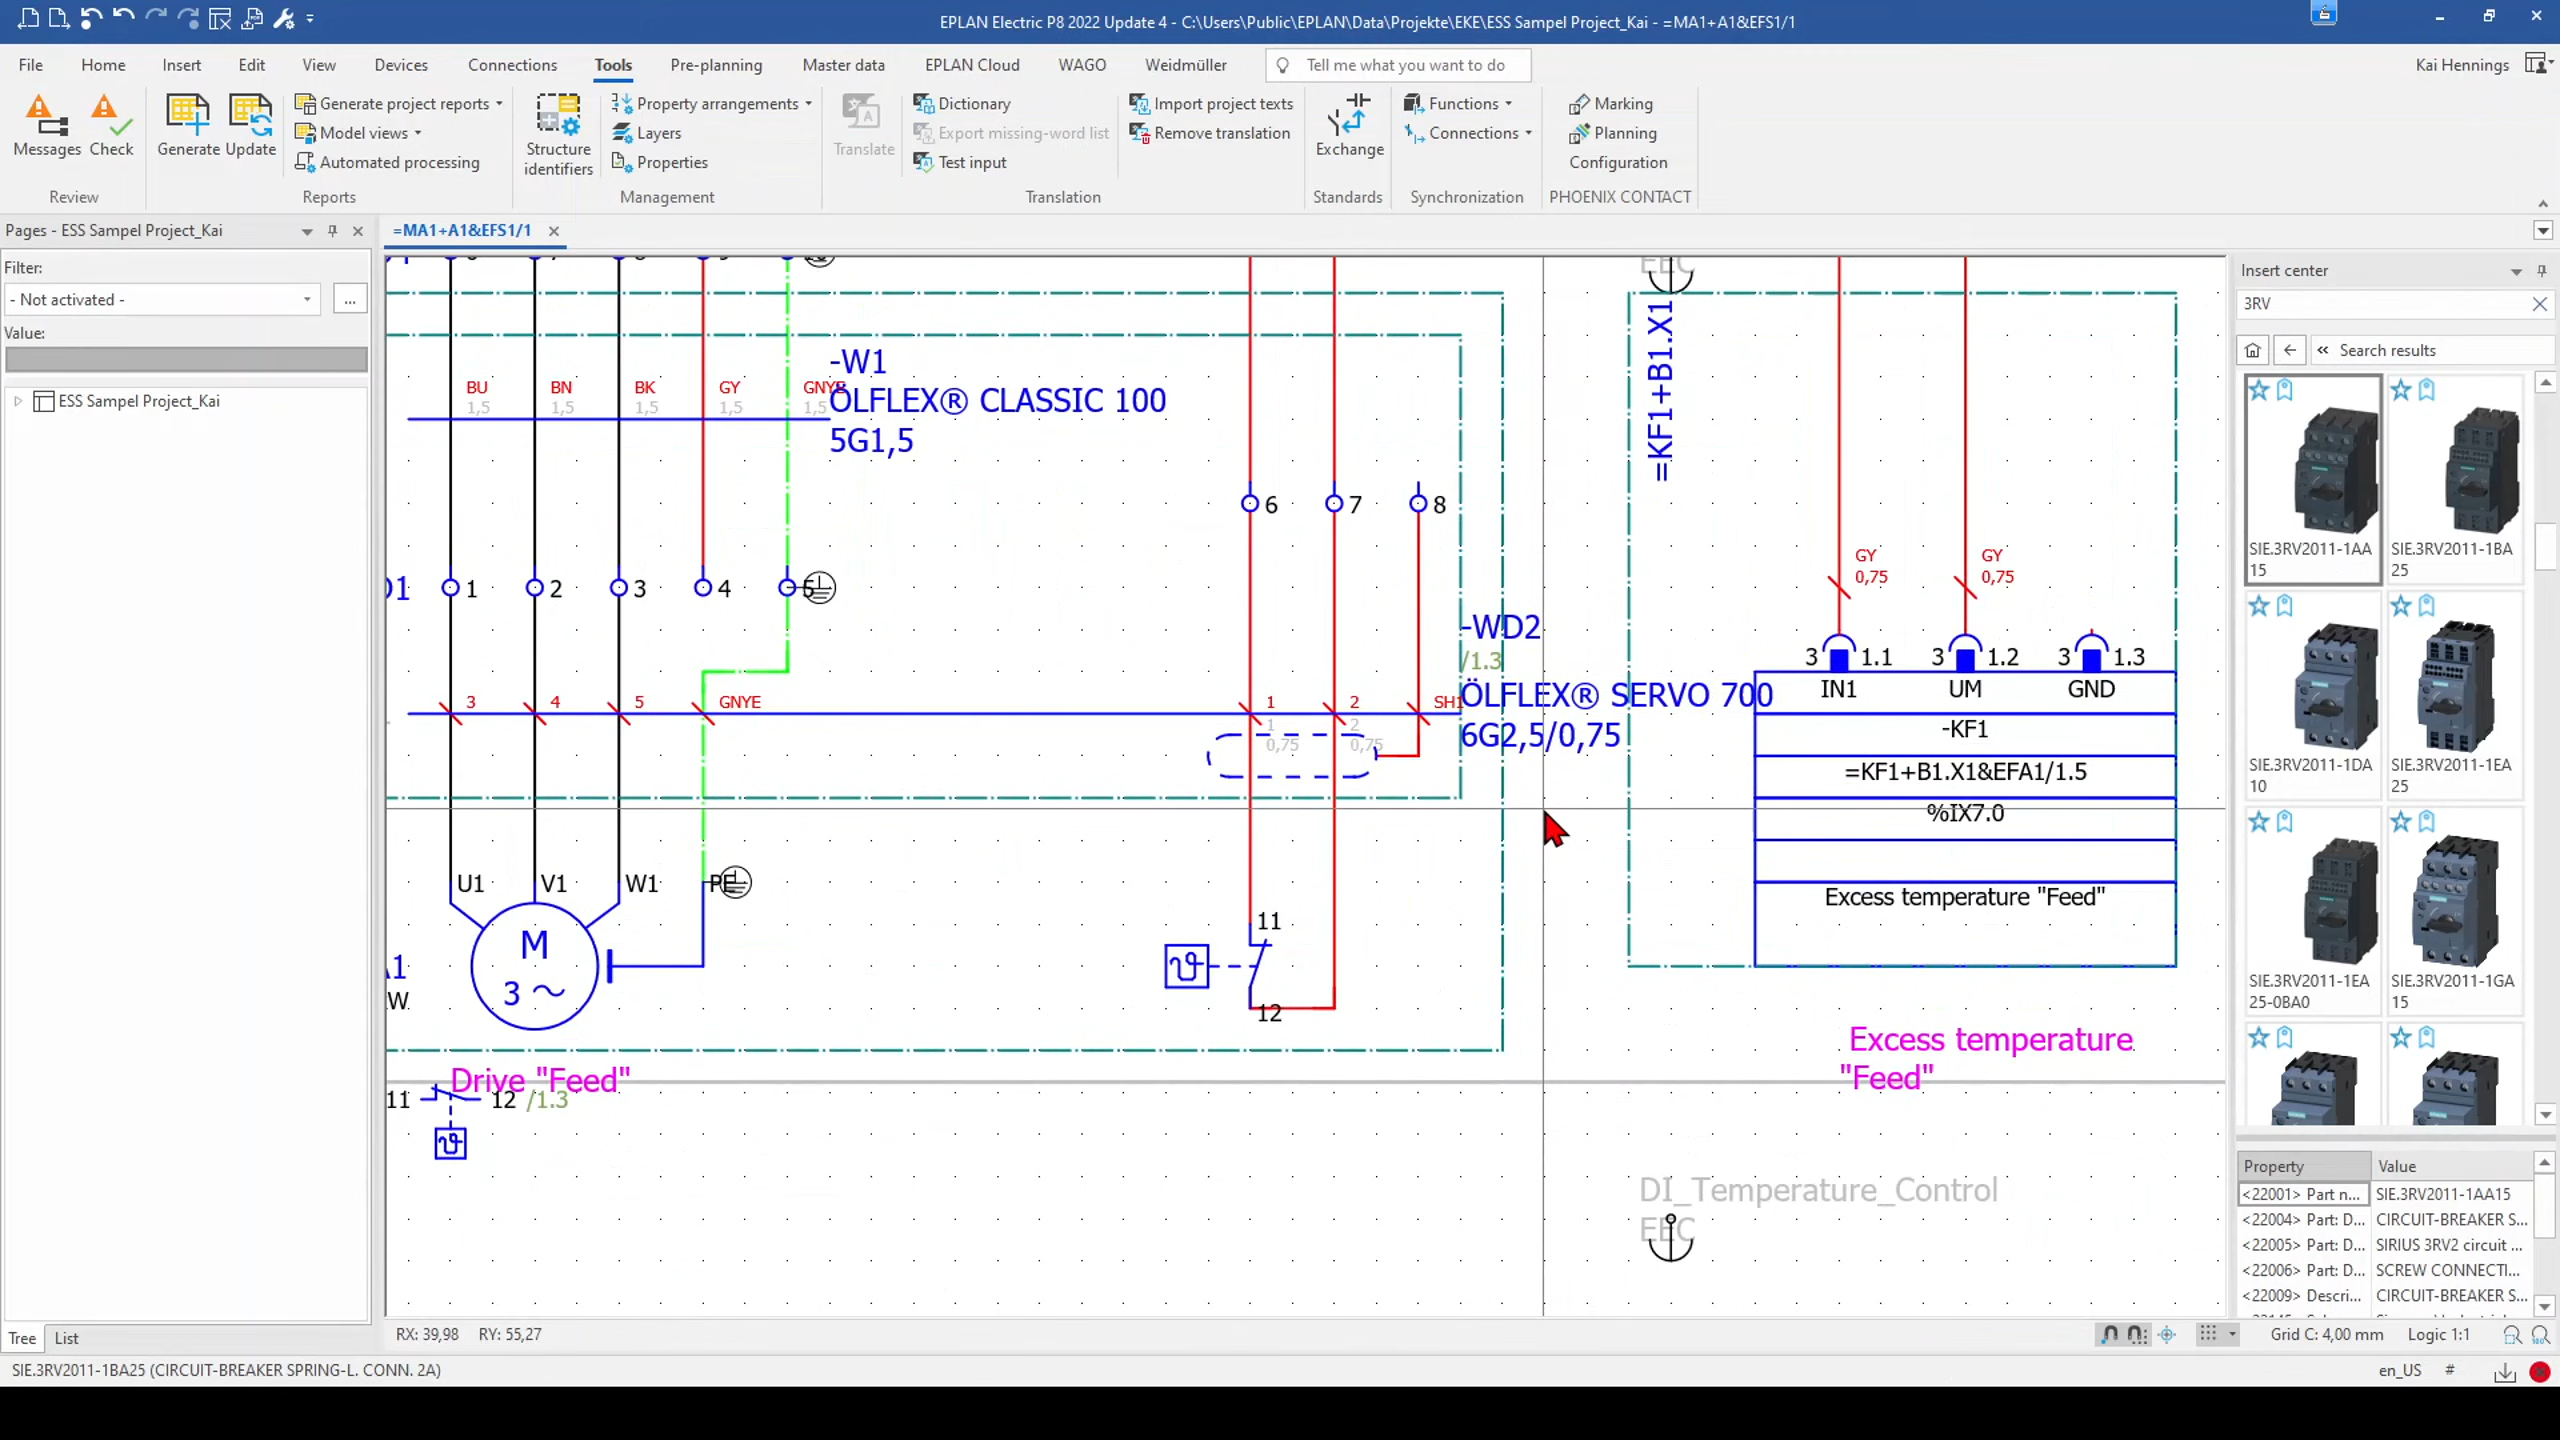 EPLAN Electric P8 2022 Update 4 - C:\Users\Public\EPLAN\Data\Projekte\EKE\ESS Sampel Project_Kai - =MA1+A1&EFS1/1
File Home Insert Edit View Devices Connections Tools Pre-planning Master data EPLAN Cloud WAGO Weidmüller Tell me what you want to do Kai Hennings
Messages Check
Review
Generate Update
Generate project reports
Model views
Automated processing
Reports
Structure identifiers
Property arrangements
Layers
Properties
Management
Translate
Dictionary
Export missing-word list
Test input
Import project texts
Remove translation
Translation
Exchange
Standards
Functions
Connections
Synchronization
Marking
Planning
Configuration
PHOENIX CONTACT
Pages - ESS Sampel Project_Kai
Filter:
- Not activated -
...
Value:
ESS Sampel Project_Kai
Tree List
=MA1+A1&EFS1/1
BU BN BK GY GNYE
1,5 1,5 1,5 1,5 1,5
-W1
ÖLFLEX® CLASSIC 100
5G1,5
1 2 3 4 5
6 7 8
3 4 5 GNYE 1 2 SH1
1 2
0,75 0,75
-WD2
/1.3
ÖLFLEX® SERVO 700
6G2,5/0,75
U1 V1 W1 PE
M
3
11
12
Drive "Feed"
11 12 /1.3
EEC
=KF1+B1.X1
GY GY
0,75 0,75
3 1.1 3 1.2 3 1.3
IN1 UM GND
-KF1
=KF1+B1.X1&EFA1/1.5
%IX7.0
Excess temperature "Feed"
Excess temperature
"Feed"
DI_Temperature_Control
EEC
RX: 39,98 RY: 55,27
Grid C: 4,00 mm Logic 1:1
Insert center
3RV
Search results
SIE.3RV2011-1AA
15
SIE.3RV2011-1BA
25
SIE.3RV2011-1DA
10
SIE.3RV2011-1EA
25
SIE.3RV2011-1EA
25-0BA0
SIE.3RV2011-1GA
15
Property Value
<22001> Part n... SIE.3RV2011-1AA15
<22004> Part: D... CIRCUIT-BREAKER S...
<22005> Part: D... SIRIUS 3RV2 circuit ...
<22006> Part: D... SCREW CONNECTI...
<22009> Descri... CIRCUIT-BREAKER S...
SIE.3RV2011-1BA25 (CIRCUIT-BREAKER SPRING-L. CONN. 2A)
en_US #